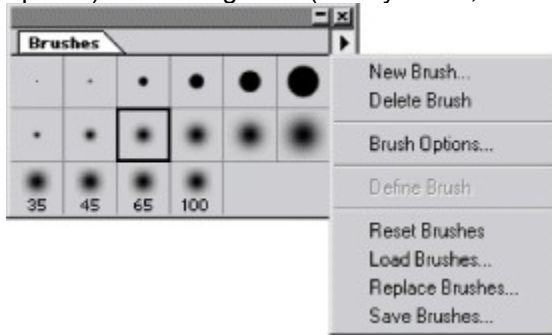 Brushes
35 45 65 100
New Brush...
Delete Brush
Brush Options...
Define Brush
Reset Brushes
Load Brushes...
Replace Brushes...
Save Brushes...